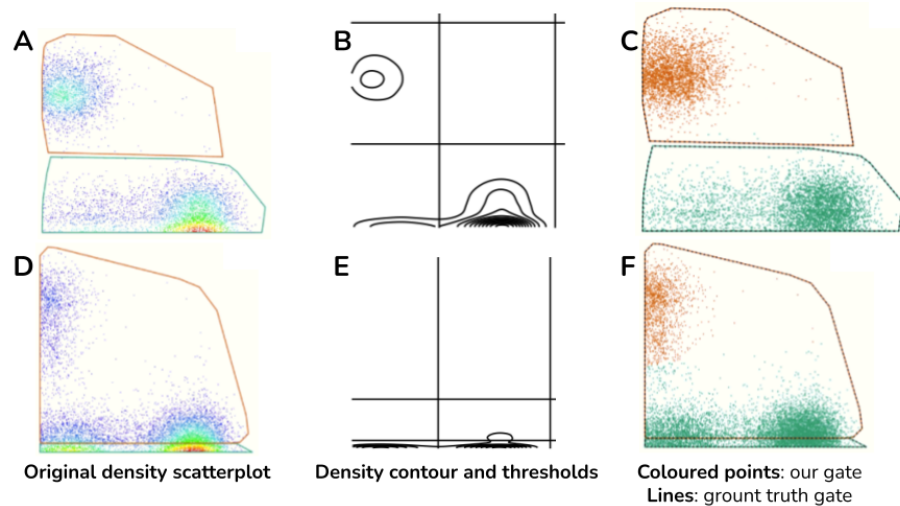 A
B
C
D
E
F
Original density scatterplot
Density contour and thresholds
Coloured points: our gate
Lines: grount truth gate